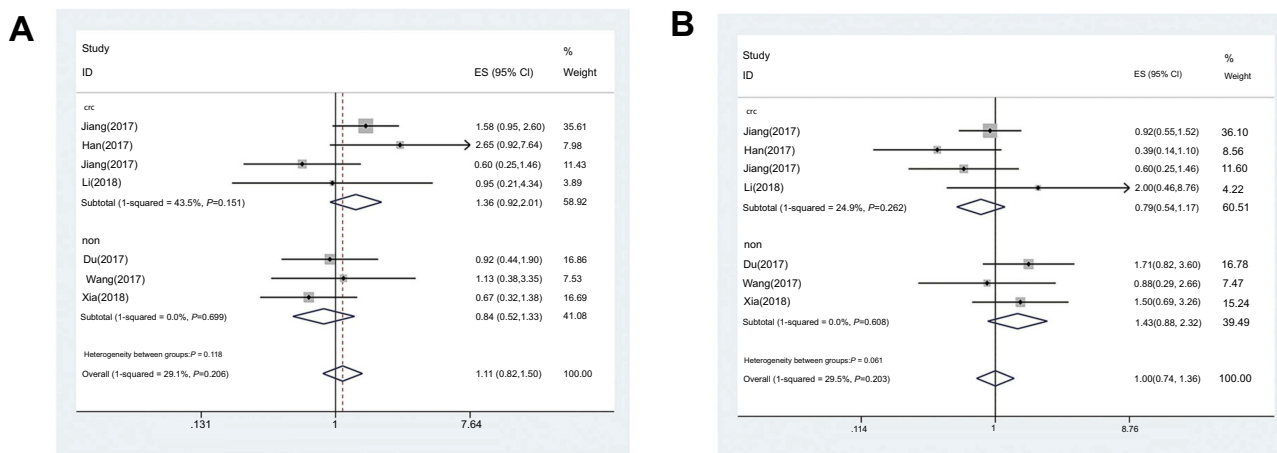 A
Study %
ID ES (95% CI) Weight
crc
Jiang(2017) 1.58 (0.95, 2.60) 35.61
Han(2017) 2.65 (0.92,7.64) 7.98
Jiang(2017) 0.60 (0.25,1.46) 11.43
Li(2018) 0.95 (0.21,4.34) 3.89
Subtotal (1-squared = 43.5%, P=0.151) 1.36 (0.92,2.01) 58.92
non
Du(2017) 0.92 (0.44,1.90) 16.86
Wang(2017) 1.13 (0.38,3.35) 7.53
Xia(2018) 0.67 (0.32,1.38) 16.69
Subtotal (1-squared = 0.0%, P=0.699) 0.84 (0.52,1.33) 41.08
Heterogeneity between groups:P = 0.118
Overall (1-squared = 29.1%, P=0.206) 1.11 (0.82,1.50) 100.00
.131 1 7.64
B
Study %
ID ES (95% CI) Weight
crc
Jiang(2017) 0.92(0.55,1.52) 36.10
Han(2017) 0.39(0.14,1.10) 8.56
Jiang(2017) 0.60(0.25,1.46) 11.60
Li(2018) 2.00(0.46,8.76) 4.22
Subtotal (1-squared = 24.9%, P=0.262) 0.79(0.54,1.17) 60.51
non
Du(2017) 1.71(0.82, 3.60) 16.78
Wang(2017) 0.88(0.29, 2.66) 7.47
Xia(2018) 1.50(0.69, 3.26) 15.24
Subtotal (1-squared = 0.0%, P=0.608) 1.43(0.88, 2.32) 39.49
Heterogeneity between groups:P = 0.061
Overall (1-squared = 29.5%, P=0.203) 1.00(0.74, 1.36) 100.00
.114 1 8.76